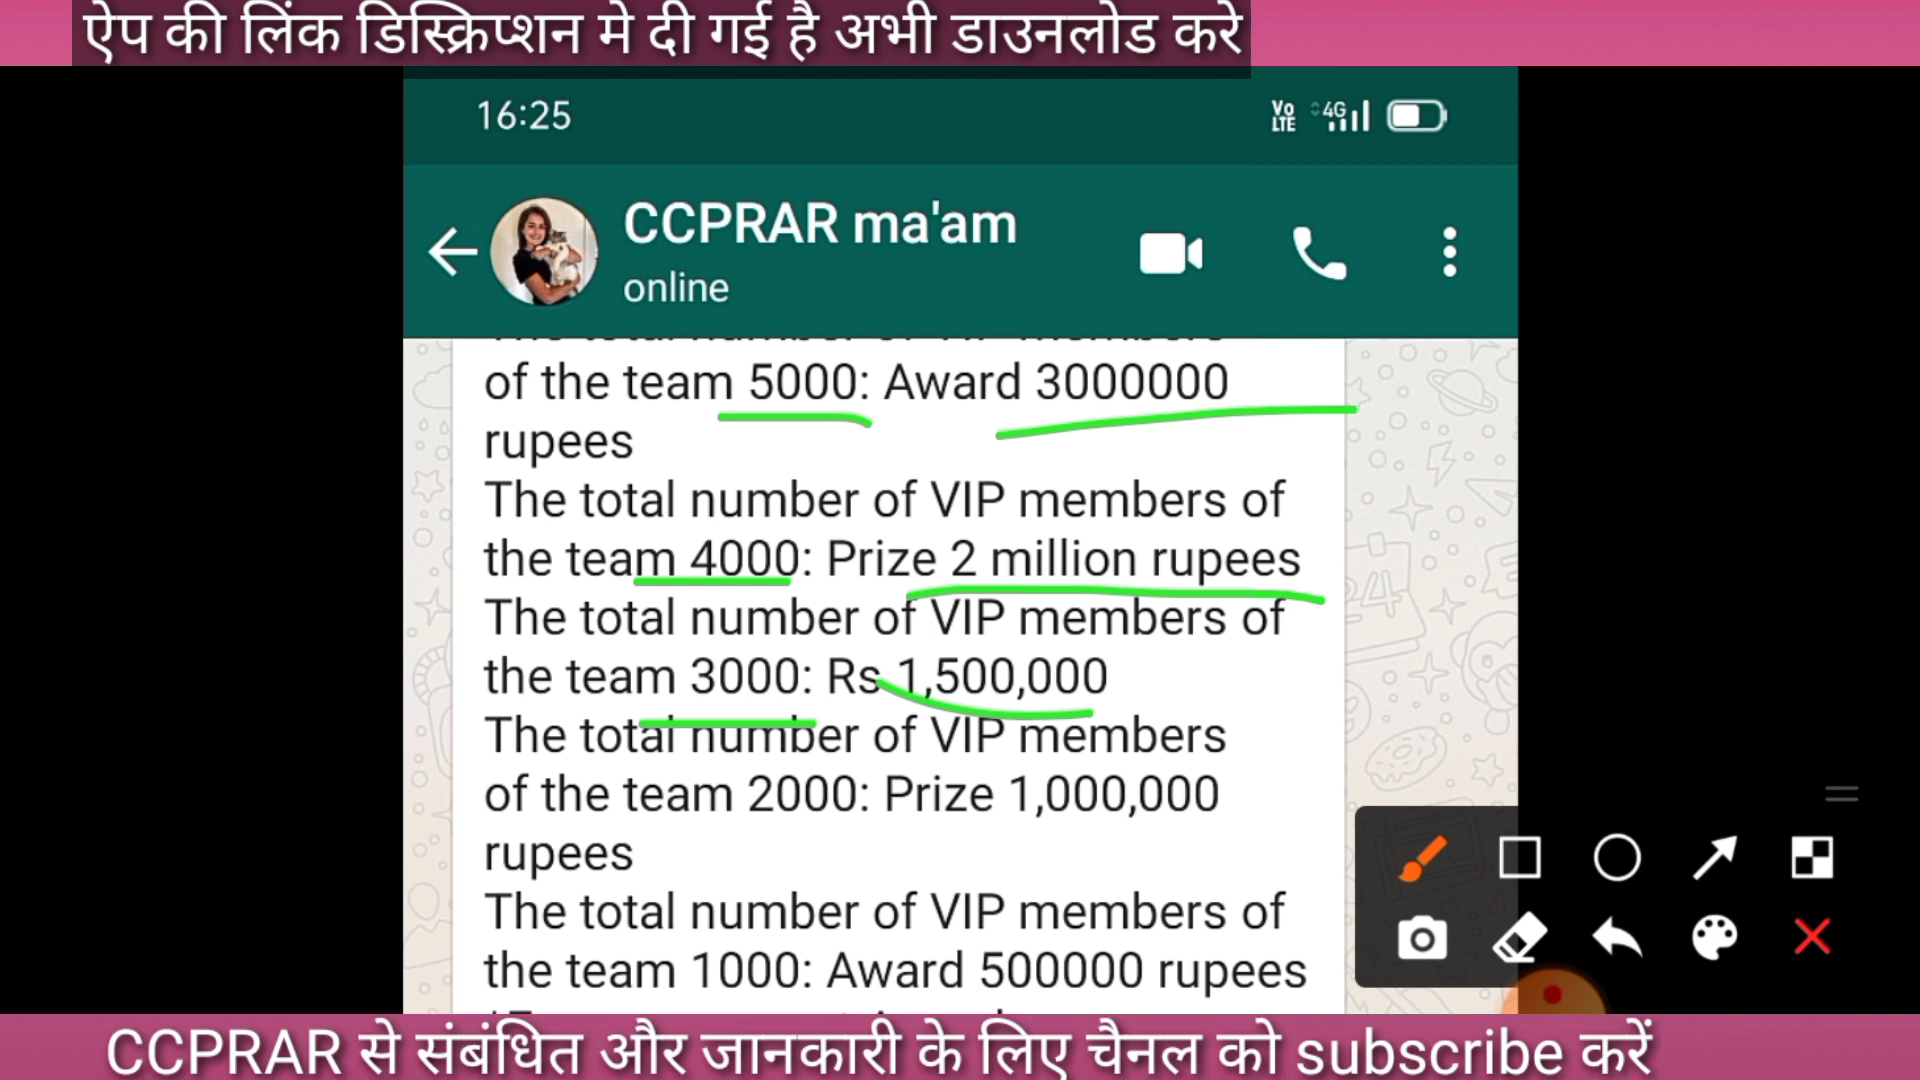 ऐप की लिंक डिस्क्रिप्शन मे दी गई है अभी डाउनलोड करे
16:25
Vo LTE 4G
CCPRAR ma'am
online
of the team 5000: Award 3000000
rupees
The total number of VIP members of
the team 4000: Prize 2 million rupees
The total number of VIP members of
the team 3000: Rs 1,500,000
The total number of VIP members
of the team 2000: Prize 1,000,000
rupees
The total number of VIP members of
the team 1000: Award 500000 rupees
CCPRAR से संबंधित और जानकारी के लिए चैनल को subscribe करें